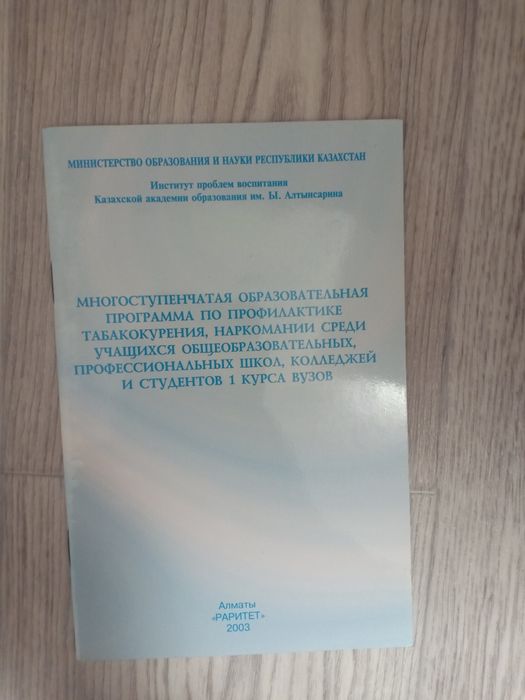 МИНИСТЕРСТВО ОБРАЗОВАНИЯ И НАУКИ РЕСПУБЛИКИ КАЗАХСТАН
Институт проблем воспитания
Казахской академии образования им. Ы. Алтынсарина
МНОГОСТУПЕНЧАТАЯ ОБРАЗОВАТЕЛЬНАЯ
ПРОГРАММА ПО ПРОФИЛАКТИКЕ
ТАБАКОКУРЕНИЯ, НАРКОМАНИИ СРЕДИ
УЧАЩИХСЯ ОБЩЕОБРАЗОВАТЕЛЬНЫХ,
ПРОФЕССИОНАЛЬНЫХ ШКОЛ, КОЛЛЕДЖЕЙ
И СТУДЕНТОВ 1 КУРСА ВУЗОВ
Алматы
«РАРИТЕТ»
2003